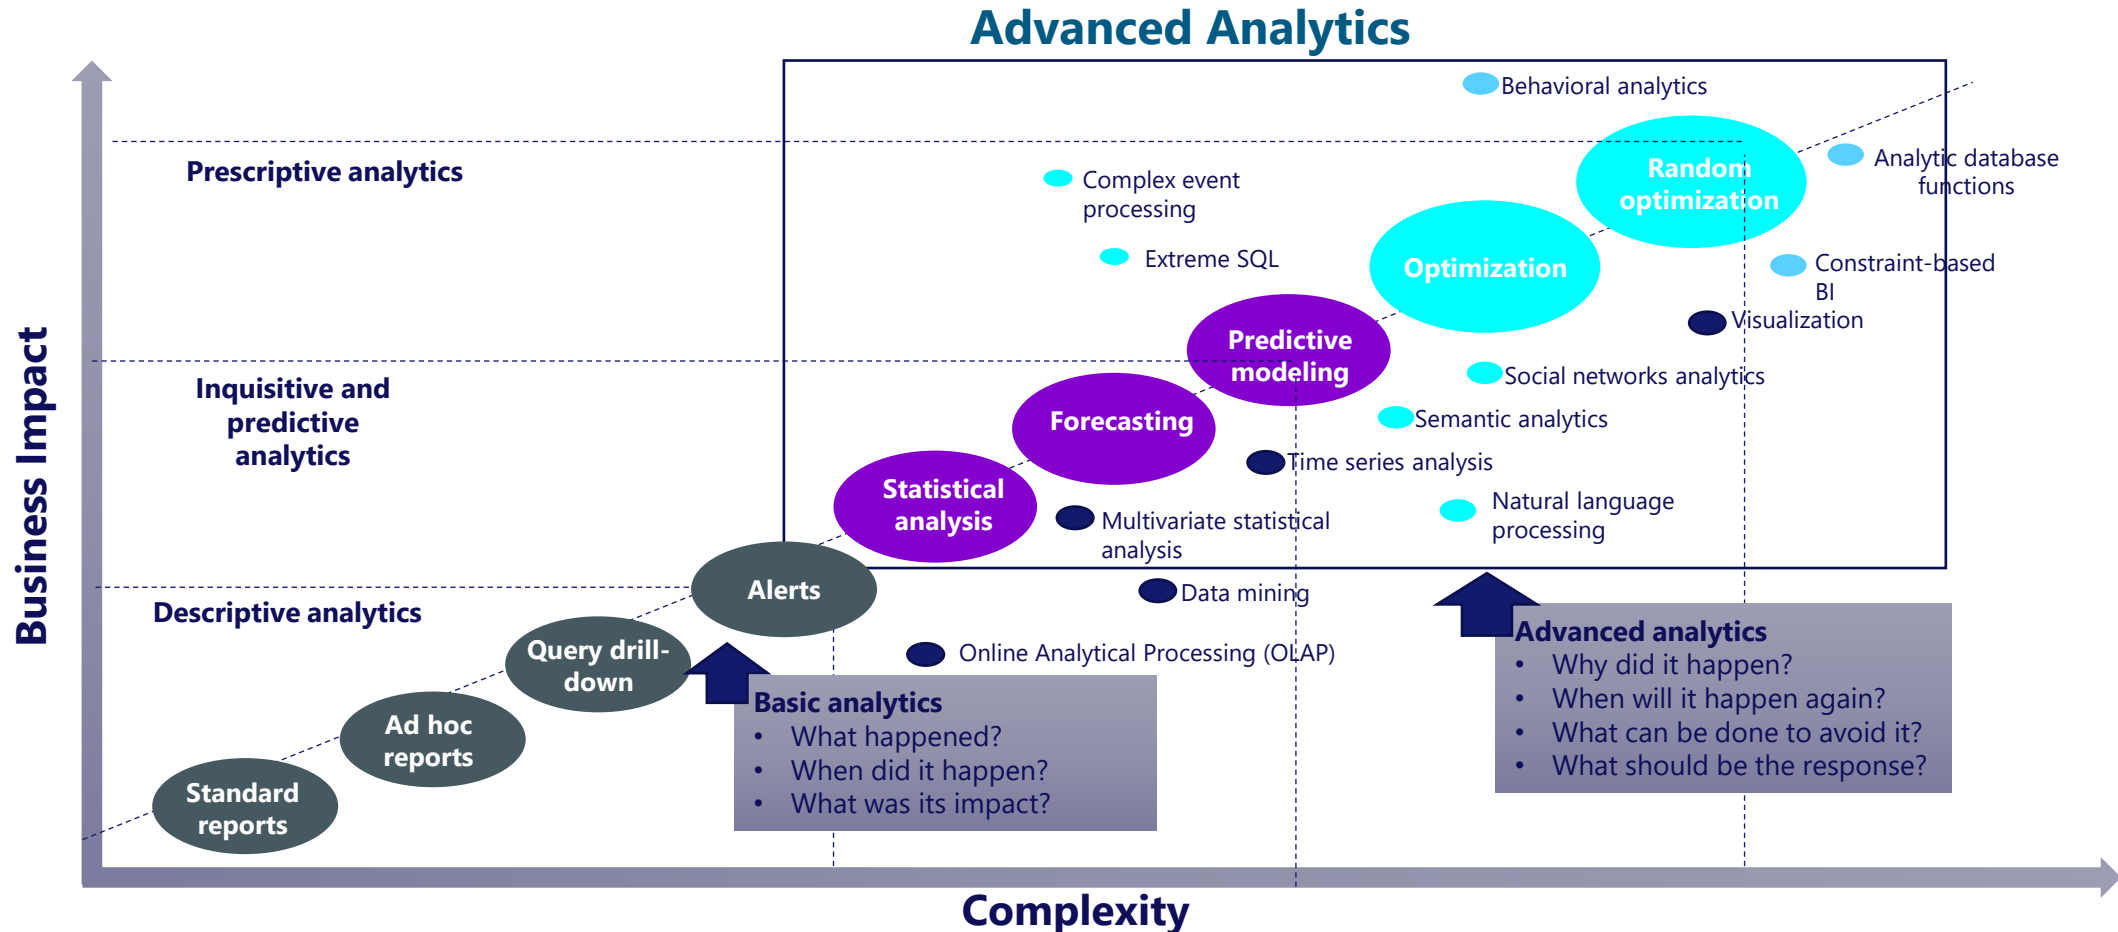 Advanced Analytics
Behavioral analytics
Prescriptive analytics
Complex event
processing
Random
optimization
Analytic database
functions
Extreme SQL
Optimization
Constraint-based
BI
Visualization
Business Impact
Inquisitive and
predictive
analytics
Predictive
modeling
Social networks analytics
Forecasting
Semantic analytics
Time series analysis
Statistical
analysis
Multivariate statistical
analysis
Natural language
processing
Descriptive analytics
Alerts
Data mining
Query drill-
down
Online Analytical Processing (OLAP)
Ad hoc
reports
Standard
reports
Basic analytics
• What happened?
• When did it happen?
• What was its impact?
Advanced analytics
• Why did it happen?
• When will it happen again?
• What can be done to avoid it?
• What should be the response?
Complexity